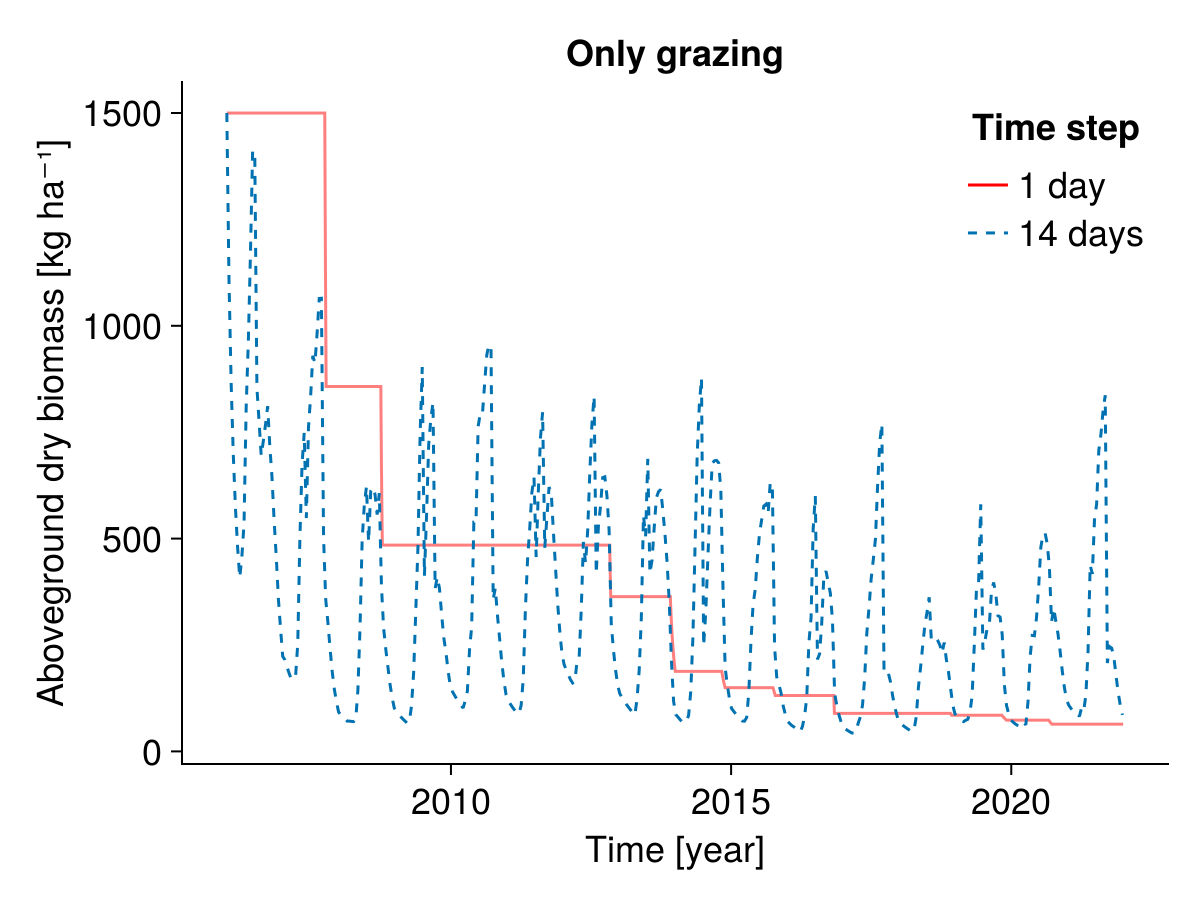 Only grazing
Aboveground dry biomass [kg ha⁻¹]
1500
1000
500
0
Time step
1 day
14 days
2010
2015
2020
Time [year]